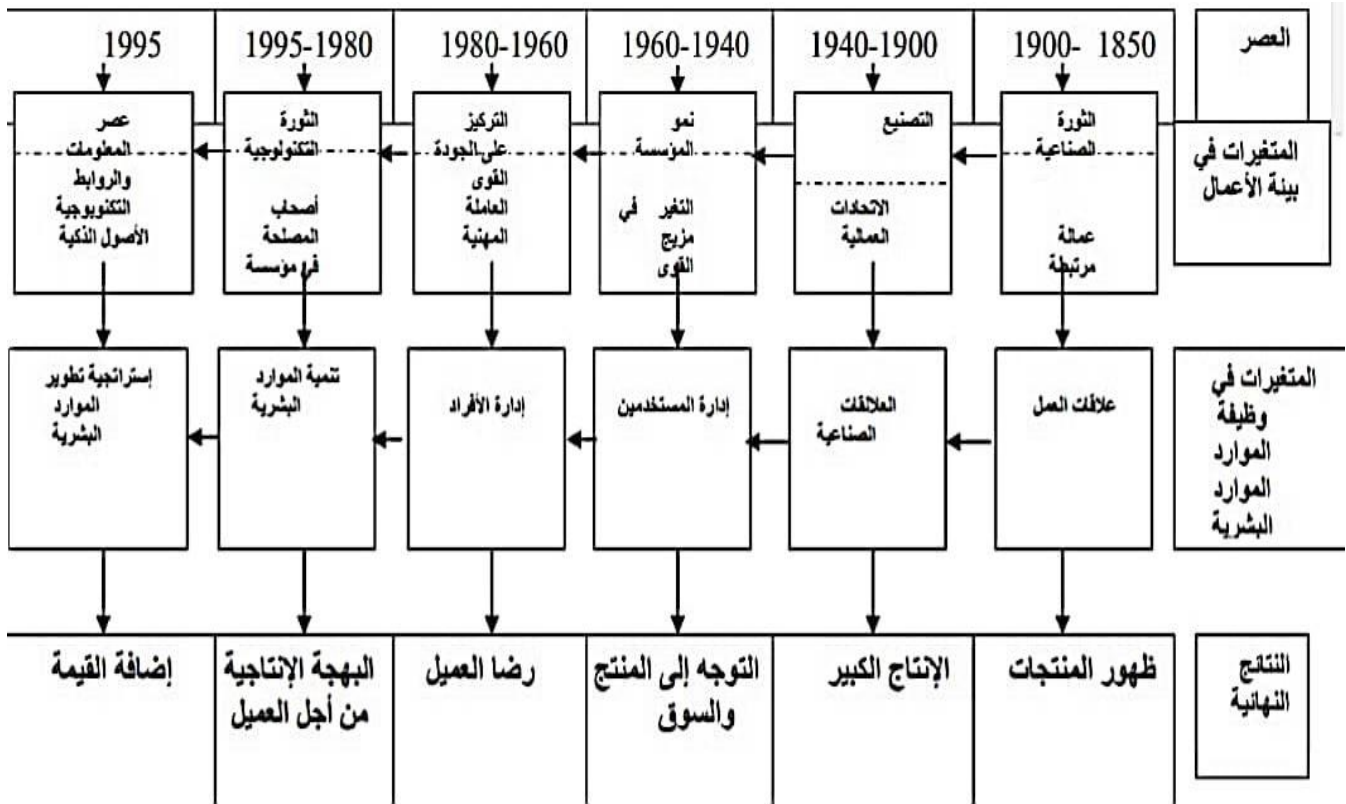 العصر
1900- 1850
1940-1900
1960-1940
1980-1960
1995-1980
1995
المتغيرات في
بيئة الأعمال
الثورة
الصناعية
عمالة
مرتبطة
التصنيع
الاتحادات
العمالية
نمو
المؤسسة
التغير في
مزيج
القوى
التركيز
على الجودة
القوى
العاملة
المهنية
الثورة
التكنولوجية
أصحاب
المصلحة
في مؤسسة
عصر
المعلومات
والروابط
التكنويوجية
الأصول الذكية
المتغيرات في
وظيفة
الموارد
الموارد
البشرية
علاقات العمل
العلاقات
الصناعية
إدارة المستخدمين
إدارة الأفراد
تنمية الموارد
البشرية
إستراتجية تطوير
الموارد
البشرية
النتائج
النهائية
ظهور المنتجات
الإنتاج الكبير
التوجه إلى المنتج
والسوق
رضا العميل
البهجة الإنتاجية
من أجل العميل
إضافة القيمة